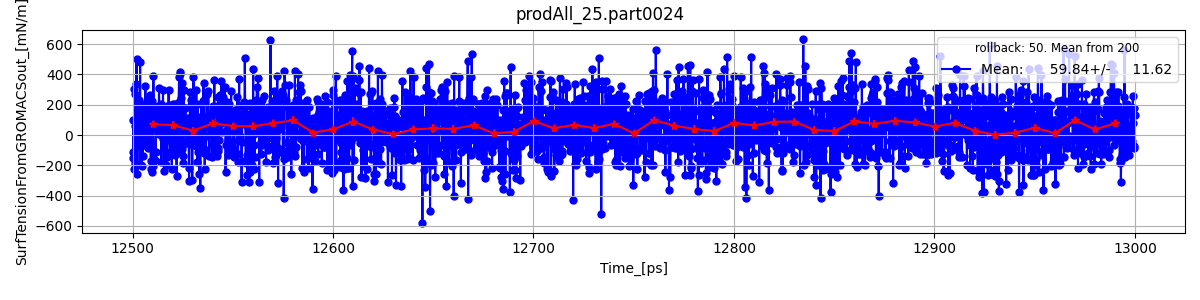 prodAll_25.part0024
SurfTensionFromGROMACSout_[mN/m]
600
400
200
0
−200
−400
−600
rollback: 50. Mean from 200
Mean: 59.84+/- 11.62
12500 12600 12700 12800 12900 13000
Time_[ps]